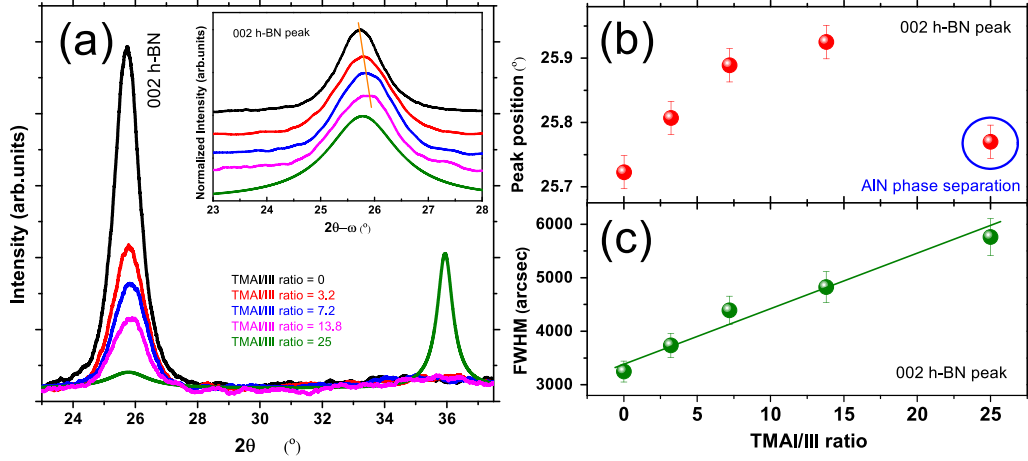 (a)
002 h-BN
Intensity (arb.units)
24 26 28 30 32 34 36
2θ (°)
002 h-BN peak
Normalized Intensity (arb.units)
23 24 25 26 27 28
2θ–ω (°)
TMAl/III ratio = 0
TMAl/III ratio = 3.2
TMAl/III ratio = 7.2
TMAl/III ratio = 13.8
TMAl/III ratio = 25
(b)
002 h-BN peak
Peak position (°)
25.9
25.8
25.7
AlN phase separation
(c)
FWHM (arcsec)
6000
5000
4000
3000
002 h-BN peak
0 5 10 15 20 25
TMAl/III ratio